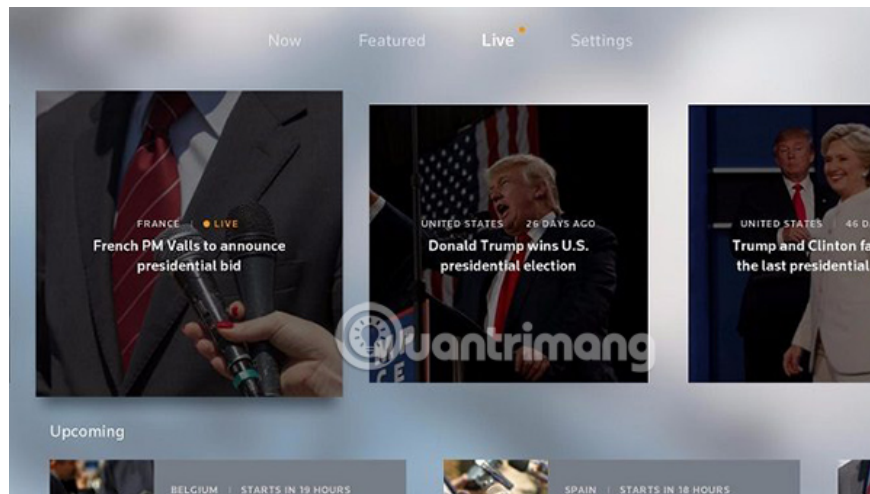 Now Featured Live Settings
FRANCE | LIVE
French PM Valls to announce
presidential bid
UNITED STATES 26 DAYS AGO
Donald Trump wins U.S.
presidential election
UNITED STATES 46 D
Trump and Clinton fa
the last presidential
uantrimang
Upcoming
BELGIUM | STARTS IN 19 HOURS
SPAIN | STARTS IN 18 HOURS